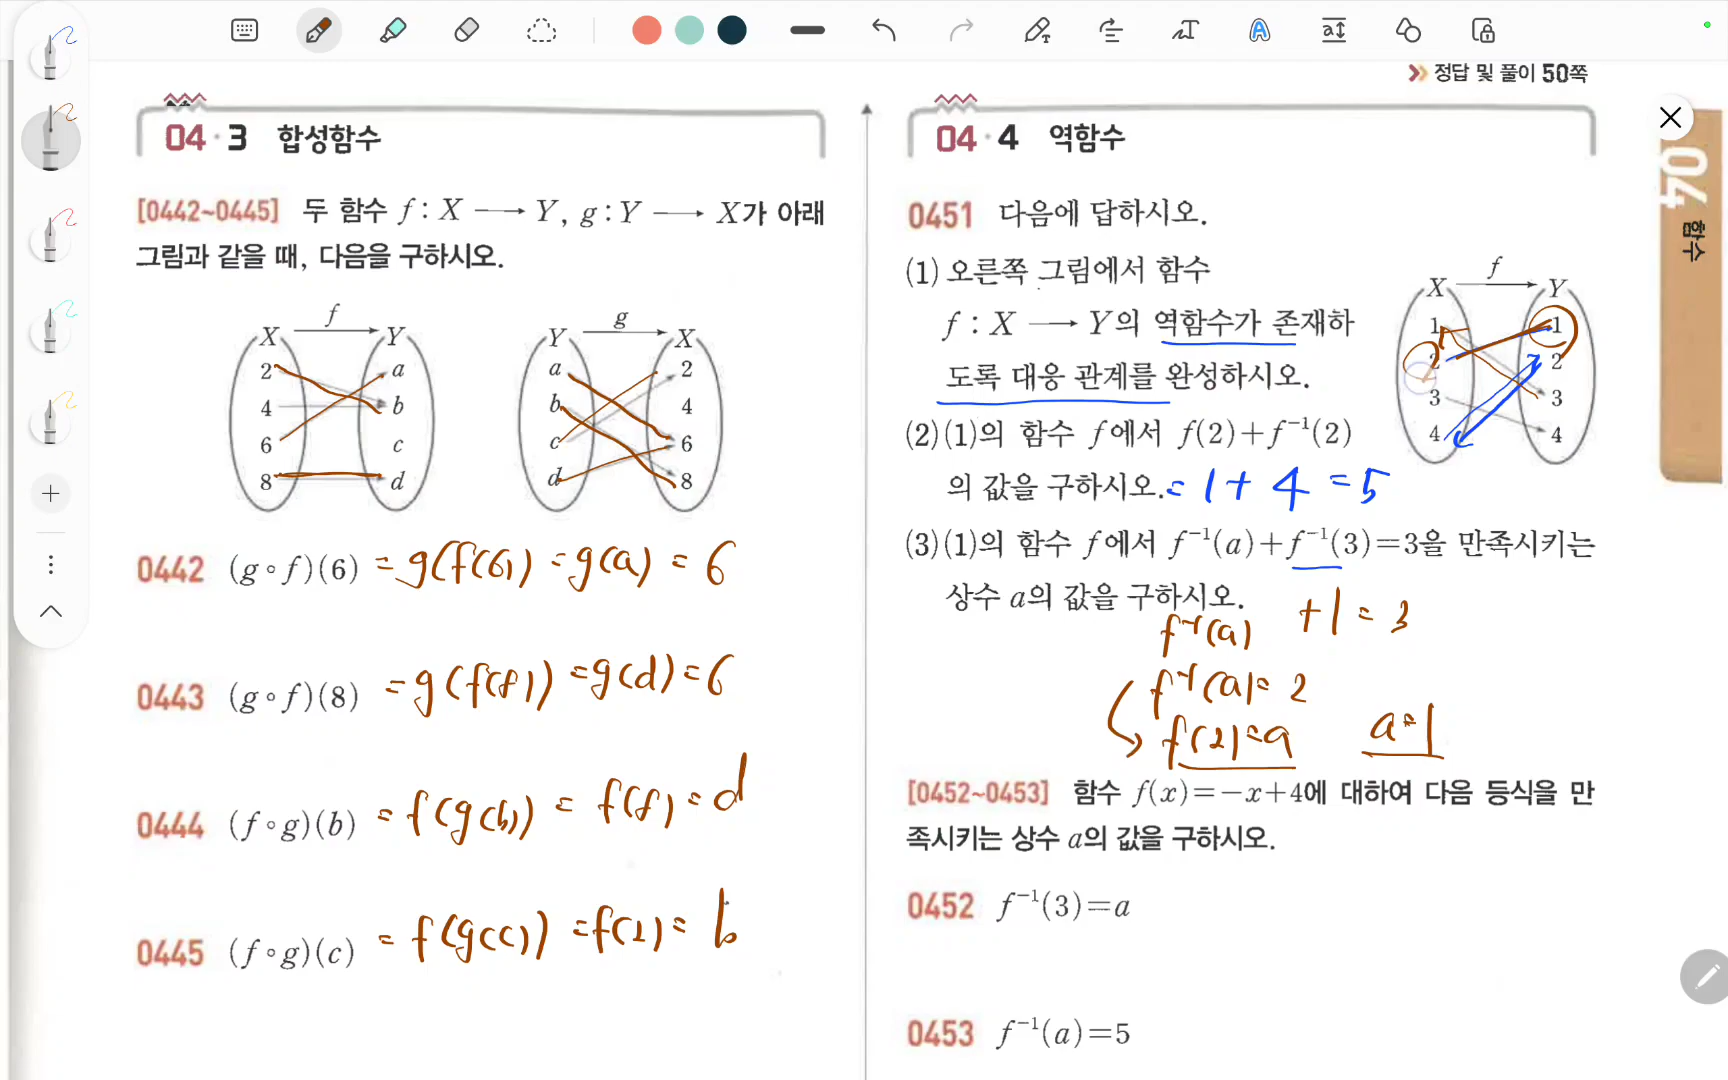 정답 및 풀이 50쪽
04·3 합성함수
[0442~0445] 두 함수 f : X ⟶ Y, g : Y ⟶ X가 아래
그림과 같을 때, 다음을 구하시오.
f
X Y
2 a
4 b
6 c
8 d
g
Y X
a 2
b 4
c 6
d 8
0442 (g∘f)(6) = g(f(6)) = g(a) = 6
0443 (g∘f)(8) = g(f(8)) = g(d) = 6
0444 (f∘g)(b) = f(g(b)) = f(8) = d
0445 (f∘g)(c) = f(g(c)) = f(2) = b
04·4 역함수
0451 다음에 답하시오.
(1) 오른쪽 그림에서 함수
f : X ⟶ Y의 역함수가 존재하
도록 대응 관계를 완성하시오.
f
X Y
1 1
2 2
3 3
4 4
(2) (1)의 함수 f에서 f(2)+f⁻¹(2)
의 값을 구하시오. = 1 + 4 = 5
(3) (1)의 함수 f에서 f⁻¹(a)+f⁻¹(3)=3을 만족시키는
상수 a의 값을 구하시오.
f⁻¹(a) +1 = 3
f⁻¹(a) = 2
f(2)=a a=1
[0452~0453] 함수 f(x)=−x+4에 대하여 다음 등식을 만
족시키는 상수 a의 값을 구하시오.
0452 f⁻¹(3)=a
0453 f⁻¹(a)=5
04
함수